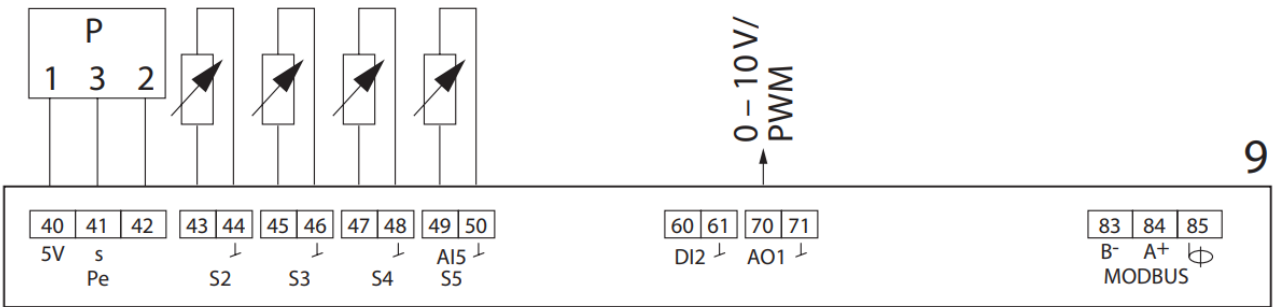 P
1 3 2
0 – 10 V/
PWM
9
40 41 42 43 44 45 46 47 48 49 50 60 61 70 71 83 84 85
5V s AI5 DI2 AO1 B- A+
Pe S2 S3 S4 S5 MODBUS